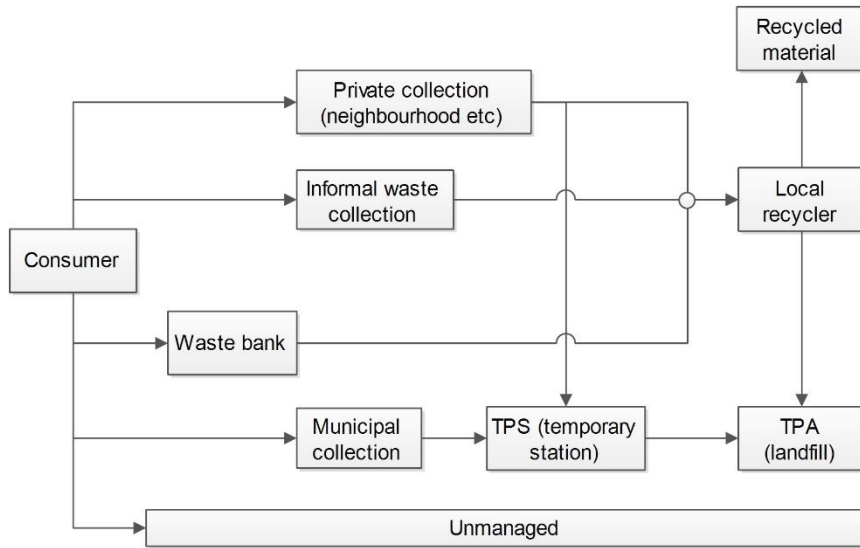 Recycled
material
Private collection
(neighbourhood etc)
Informal waste
collection
Local
recycler
Consumer
Waste bank
Municipal
collection
TPS (temporary
station)
TPA
(landfill)
Unmanaged